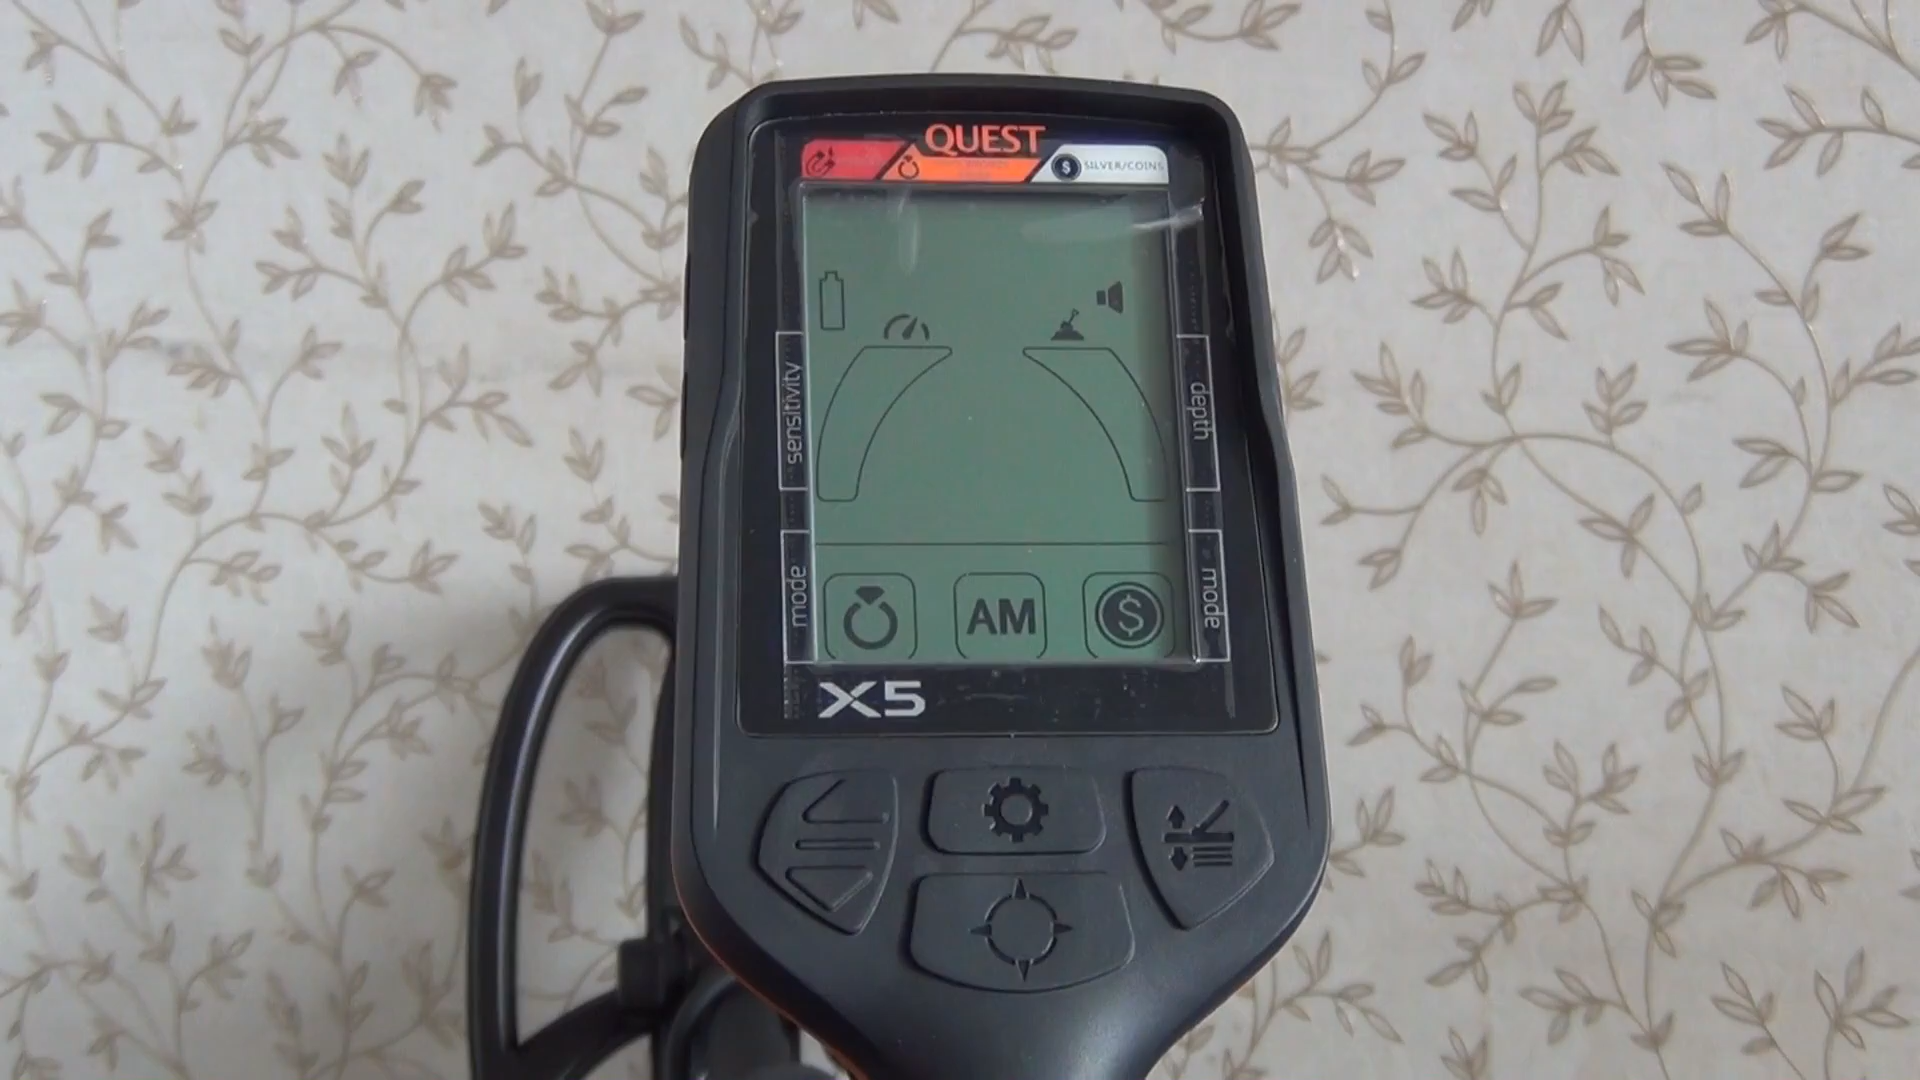 QUEST
SILVER/COINS
sensitivity
depth
mode
AM
$
mode
X5